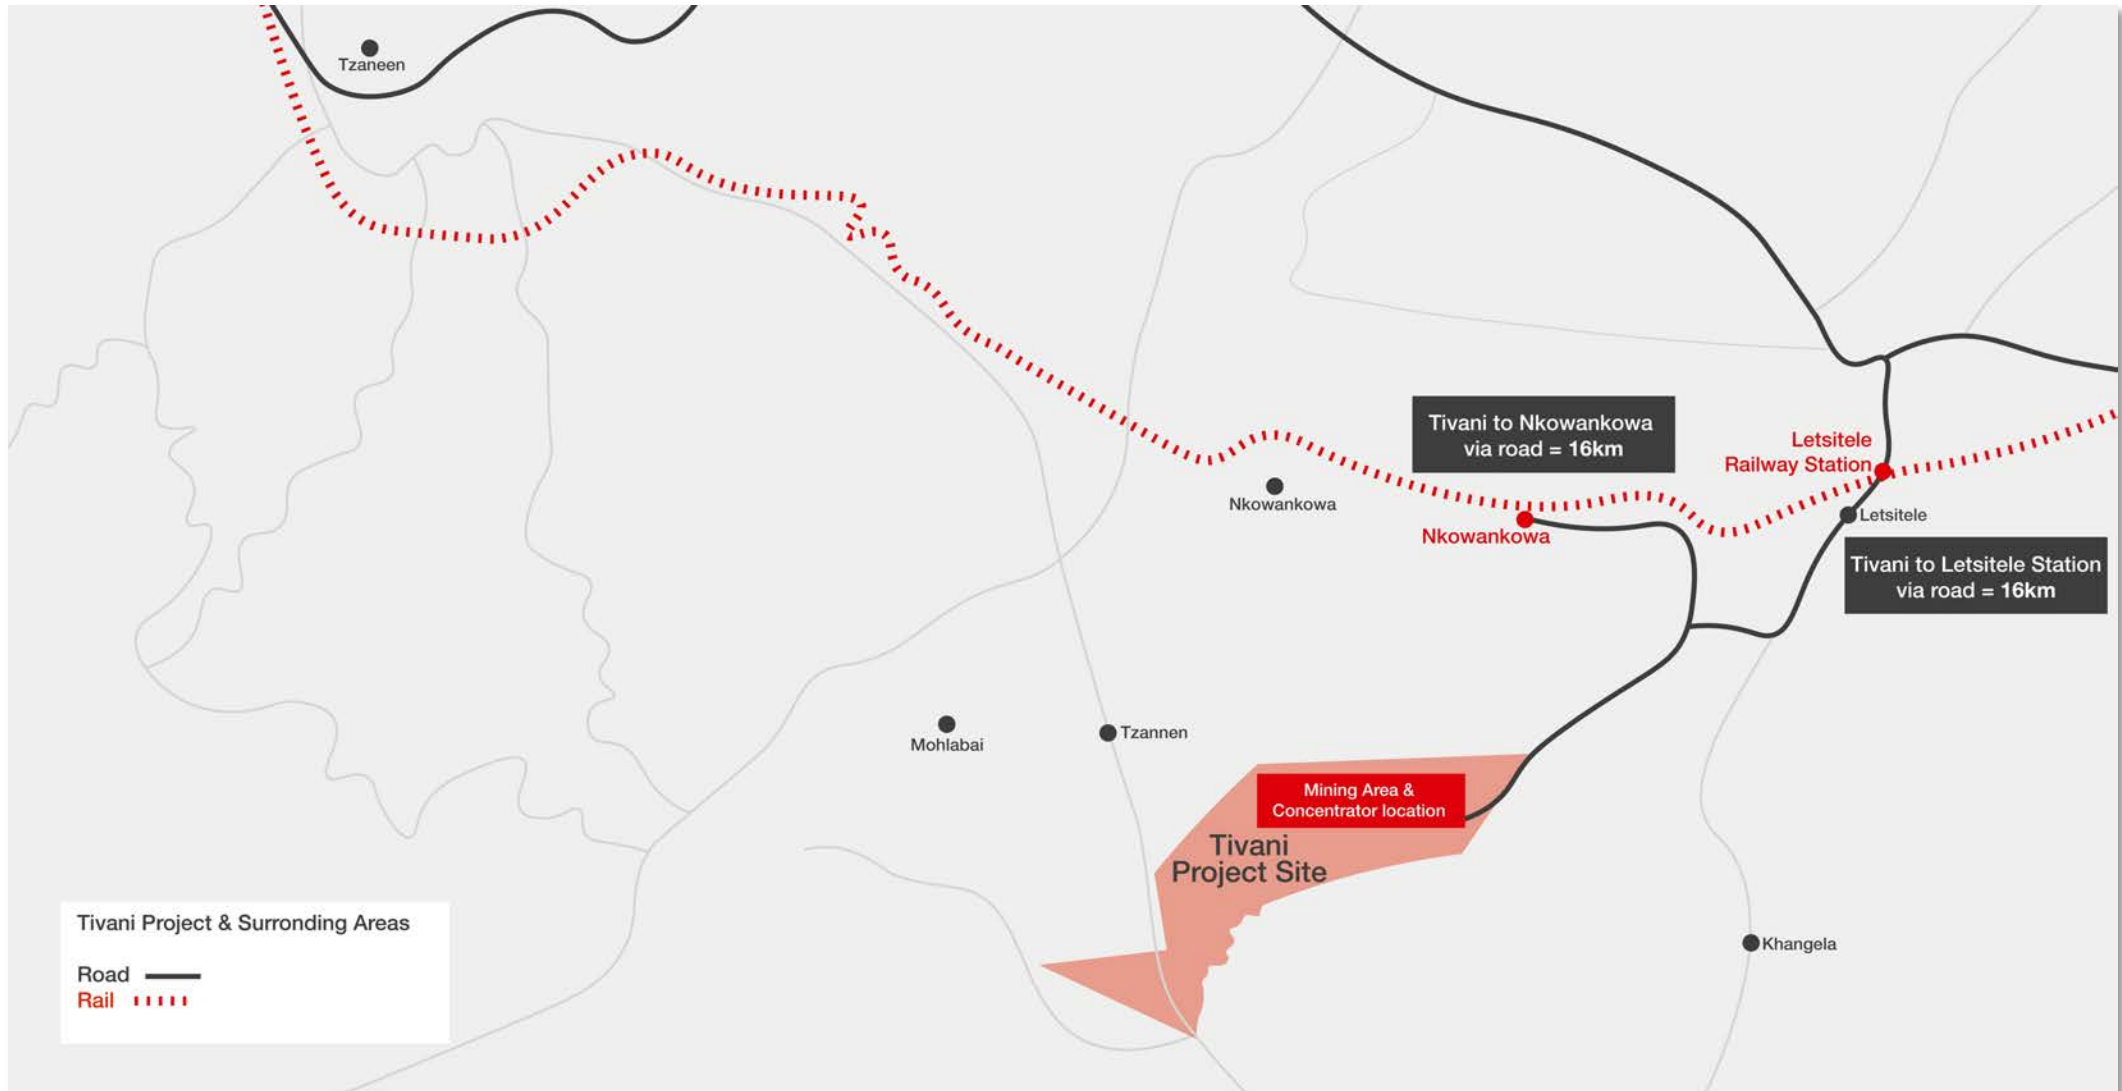 Tzaneen
Tivani to Nkowankowa
via road = 16km
Letsitele
Railway Station
Nkowankowa
Nkowankowa
Letsitele
Tivani to Letsitele Station
via road = 16km
Mohlabai
Tzannen
Mining Area &
Concentrator location
Tivani
Project Site
Khangela
Tivani Project & Surronding Areas
Road
Rail